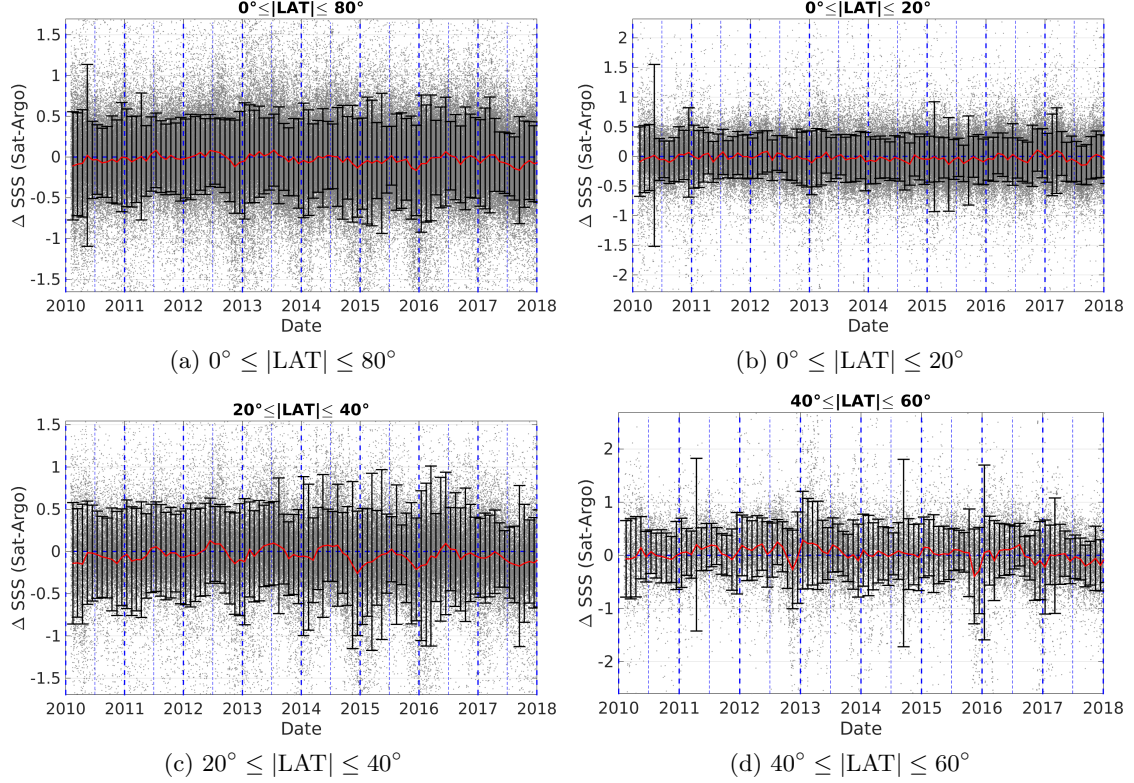 0°≤|LAT|≤ 80°
Δ SSS (Sat-Argo)
1.5
1
0.5
0
-0.5
-1
-1.5
2010 2011 2012 2013 2014 2015 2016 2017 2018
Date
(a) 0° ≤ |LAT| ≤ 80°
0°≤|LAT|≤ 20°
Δ SSS (Sat-Argo)
2
1.5
1
0.5
0
-0.5
-1
-1.5
-2
2010 2011 2012 2013 2014 2015 2016 2017 2018
Date
(b) 0° ≤ |LAT| ≤ 20°
20°≤|LAT|≤ 40°
Δ SSS (Sat-Argo)
1.5
1
0.5
0
-0.5
-1
-1.5
2010 2011 2012 2013 2014 2015 2016 2017 2018
Date
(c) 20° ≤ |LAT| ≤ 40°
40°≤|LAT|≤ 60°
Δ SSS (Sat-Argo)
2
1
0
-1
-2
2010 2011 2012 2013 2014 2015 2016 2017 2018
Date
(d) 40° ≤ |LAT| ≤ 60°